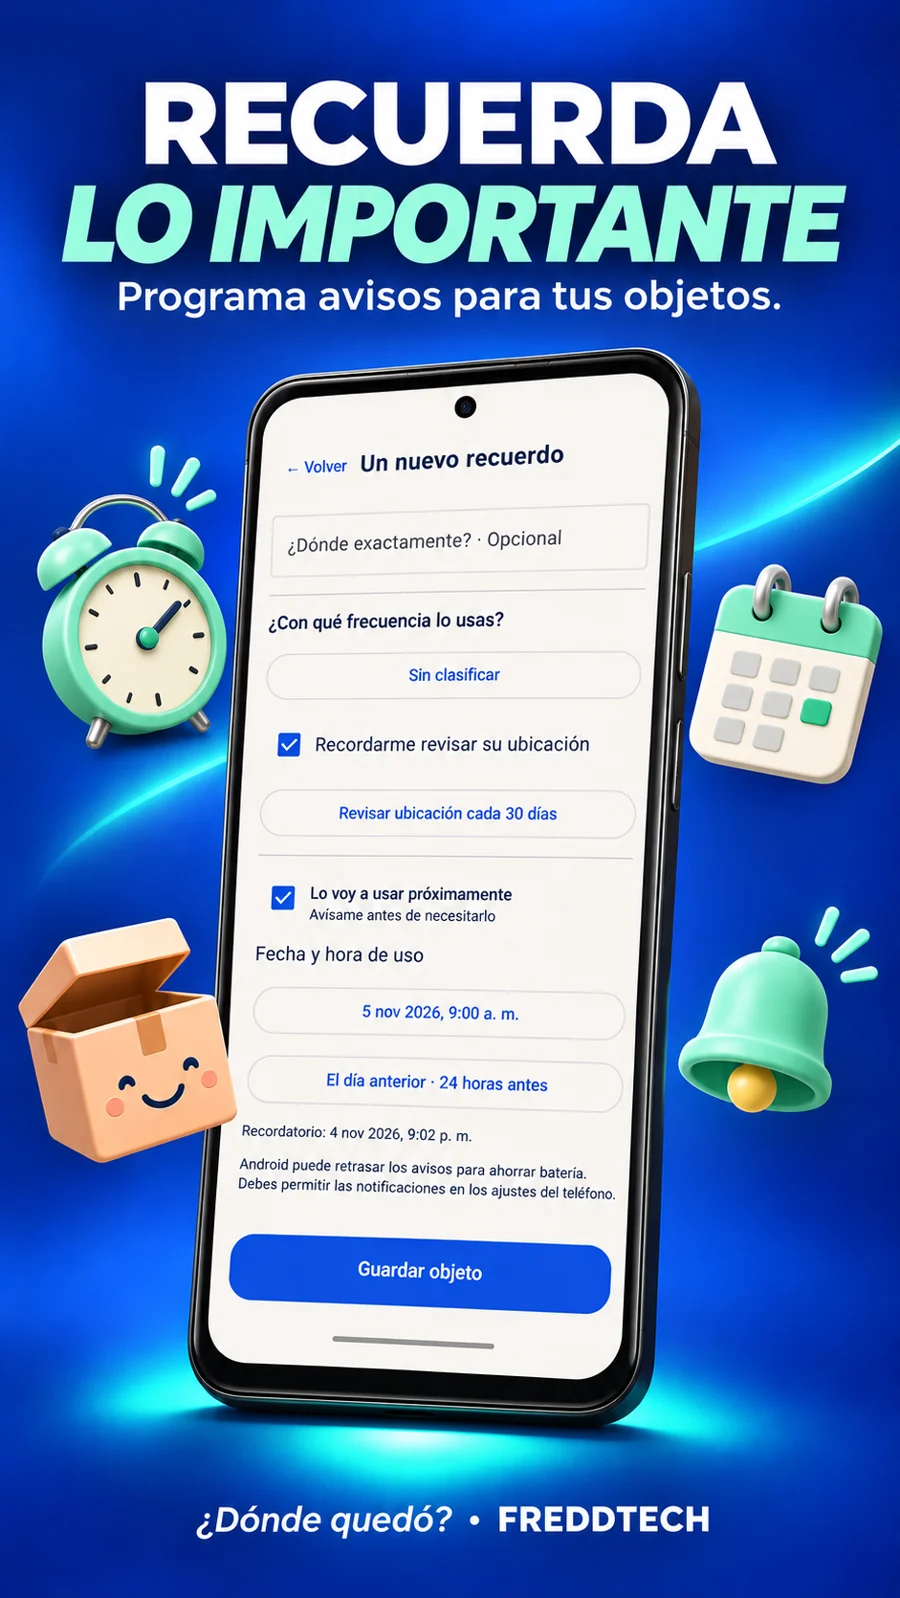 RECUERDA
LO IMPORTANTE
Programa avisos para tus objetos.
← Volver Un nuevo recuerdo
¿Dónde exactamente? · Opcional
¿Con qué frecuencia lo usas?
Sin clasificar
Recordarme revisar su ubicación
Revisar ubicación cada 30 días
Lo voy a usar próximamente
Avísame antes de necesitarlo
Fecha y hora de uso
5 nov 2026, 9:00 a. m.
El día anterior · 24 horas antes
Recordatorio: 4 nov 2026, 9:02 p. m.
Android puede retrasar los avisos para ahorrar batería.
Debes permitir las notificaciones en los ajustes del teléfono.
Guardar objeto
¿Dónde quedó? • FREDDTECH